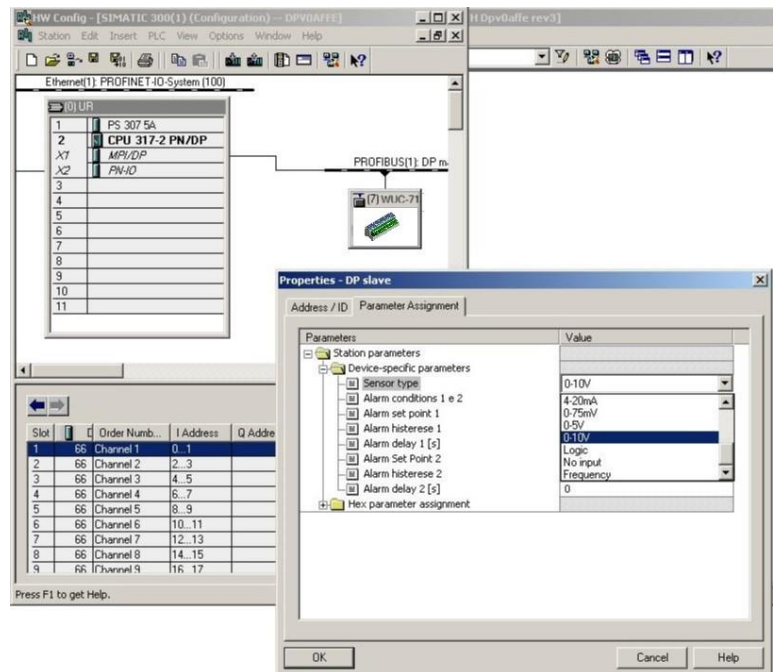 HW Config - [SIMATIC 300(1) (Configuration) -- DPV0AFFE]
H Dpv0affe rev3]
Station Edit Insert PLC View Options Window Help
Ethernet(1): PROFINET-IO-System (100)
(0) UR
1 PS 307 5A
2 CPU 317-2 PN/DP
X1 MPI/DP
X2 PN-IO
3
4
5
6
7
8
9
10
11
PROFIBUS(1): DP m
(7) WUC-71
Properties - DP slave
Address / ID Parameter Assignment
Parameters Value
Station parameters
Device-specific parameters
Sensor type 0-10V
Alarm conditions 1 e 2 4-20mA
Alarm set point 1 0-75mV
Alarm histerese 1 0-5V
Alarm delay 1 [s] 0-10V
Alarm Set Point 2 Logic
Alarm histerese 2 No input
Frequency
Alarm delay 2 [s] 0
Hex parameter assignment
Slot D Order Numb... I Address Q Addre
1 66 Channel 1 0...1
2 66 Channel 2 2...3
3 66 Channel 3 4...5
4 66 Channel 4 6...7
5 66 Channel 5 8...9
6 66 Channel 6 10...11
7 66 Channel 7 12...13
8 66 Channel 8 14...15
9 66 Channel 9 16...17
Press F1 to get Help.
OK Cancel Help